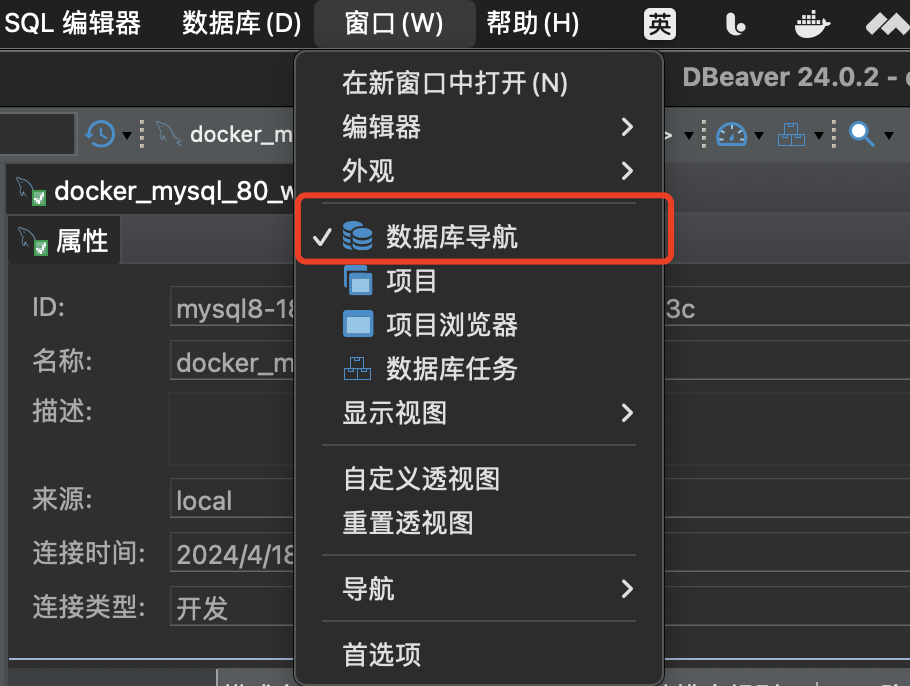 SQL 编辑器 数据库(D) 窗口(W) 帮助(H) 英
DBeaver 24.0.2 -
docker_m
docker_mysql_80_w
属性
ID: mysql8-18 3c
名称: docker_m
描述:
来源: local
连接时间: 2024/4/18
连接类型: 开发
在新窗口中打开(N)
编辑器
外观
数据库导航
项目
项目浏览器
数据库任务
显示视图
自定义透视图
重置透视图
导航
首选项